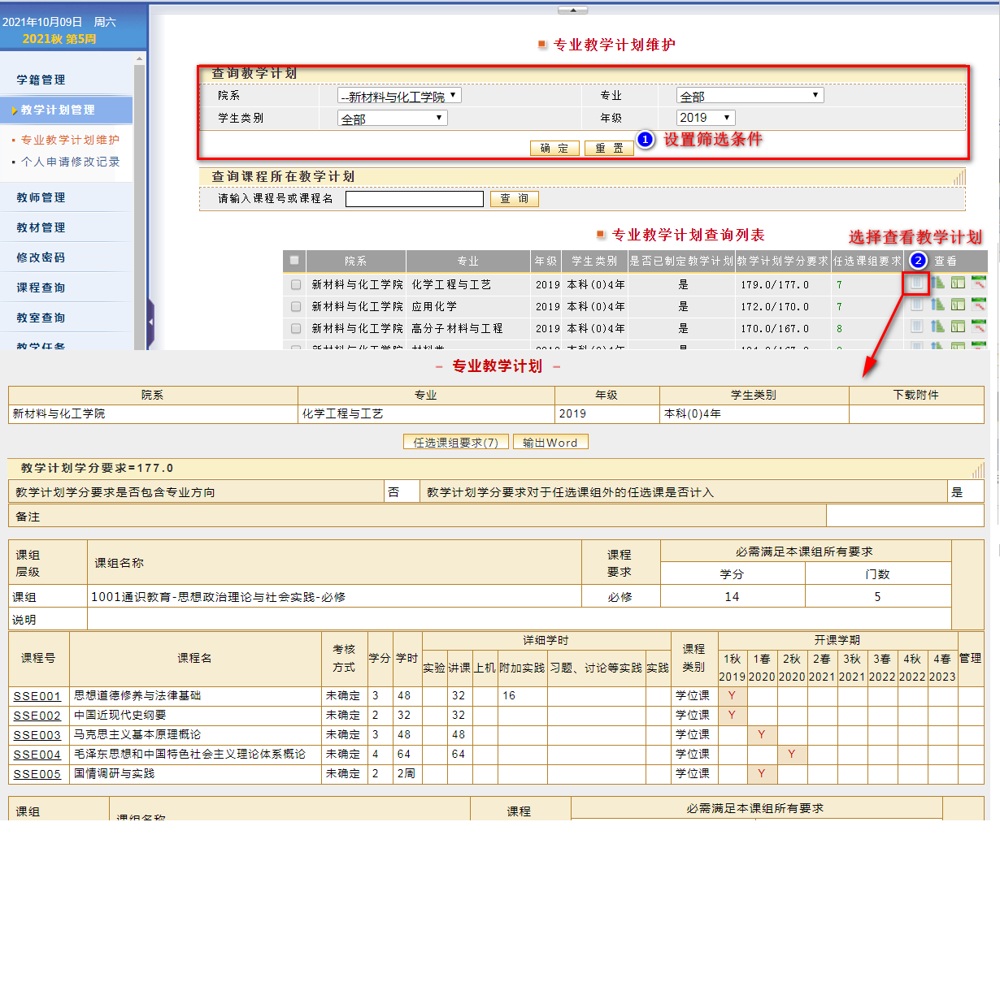 2021年10月09日 周六
2021秋 第5周
学籍管理
教学计划管理
专业教学计划维护
个人申请修改记录
教师管理
教材管理
修改密码
课程查询
教室查询
教学任务
专业教学计划维护
查询教学计划
院系 --新材料与化工学院 专业 全部
学生类别 全部 年级 2019
确 定 重 置 1 设置筛选条件
查询课程所在教学计划
请输入课程号或课程名 查 询
专业教学计划查询列表
选择查看教学计划
院系 专业 年级 学生类别 是否已制定教学计划 教学计划学分要求 任选课组要求 2 查看
新材料与化工学院 化学工程与工艺 2019 本科(0)4年 是 179.0/177.0 7
新材料与化工学院 应用化学 2019 本科(0)4年 是 172.0/170.0 7
新材料与化工学院 高分子材料与工程 2019 本科(0)4年 是 170.0/167.0 8
- 专业教学计划 -
院系 专业 年级 学生类别 下载附件
新材料与化工学院 化学工程与工艺 2019 本科(0)4年
任选课组要求(7) 输出Word
教学计划学分要求=177.0
教学计划学分要求是否包含专业方向 否 教学计划学分要求对于任选课组外的任选课是否计入 是
备注
课组层级 课组名称 课程要求 必需满足本课组所有要求
学分 门数
课组 1001通识教育-思想政治理论与社会实践-必修 必修 14 5
说明
课程号 课程名 考核方式 学分 学时 详细学时 课程类别 开课学期 管理
实验 讲课 上机 附加实践 习题、讨论等实践 实践 1秋 1春 2秋 2春 3秋 3春 4秋 4春
2019 2020 2020 2021 2021 2022 2022 2023
SSE001 思想道德修养与法律基础 未确定 3 48 32 16 学位课 Y
SSE002 中国近现代史纲要 未确定 2 32 32 学位课 Y
SSE003 马克思主义基本原理概论 未确定 3 48 48 学位课 Y
SSE004 毛泽东思想和中国特色社会主义理论体系概论 未确定 4 64 64 学位课 Y
SSE005 国情调研与实践 未确定 2 2周 学位课 Y
课组 课组名称 课程 必需满足本课组所有要求